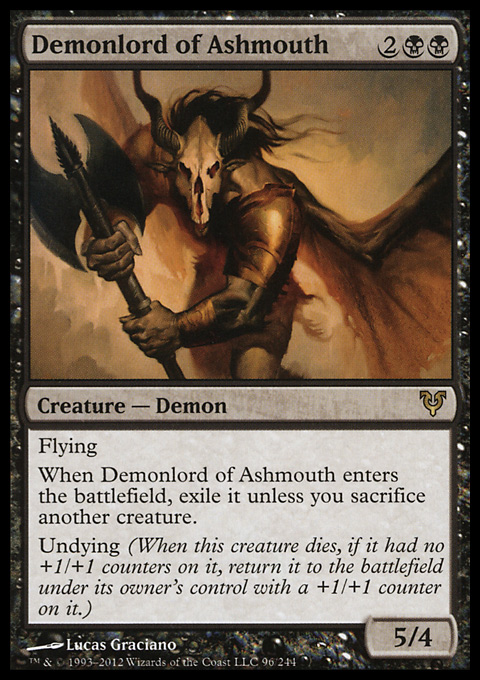 Demonlord of Ashmouth 2
Creature — Demon
Flying
When Demonlord of Ashmouth enters
the battlefield, exile it unless you sacrifice
another creature.
Undying (When this creature dies, if it had no
+1/+1 counters on it, return it to the battlefield
under its owner's control with a +1/+1 counter
on it.)
Lucas Graciano
5/4
™ & © 1993–2012 Wizards of the Coast LLC 96/244